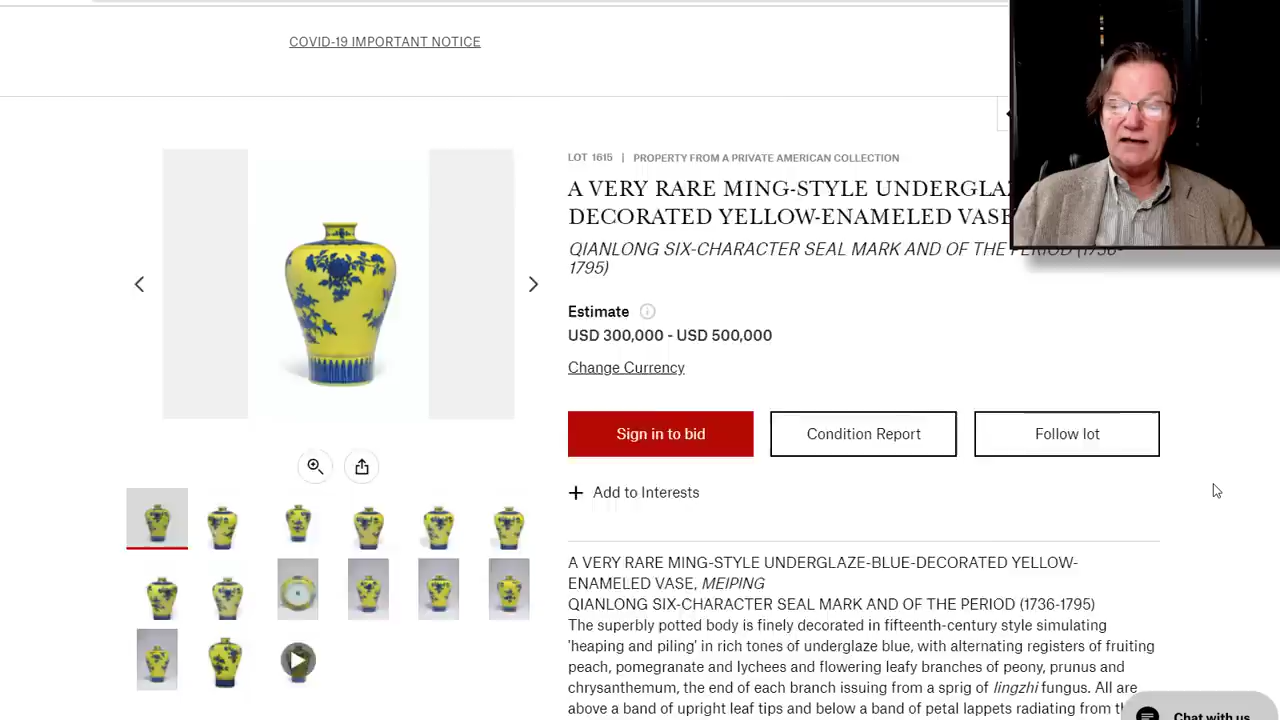 COVID-19 IMPORTANT NOTICE
LOT 1615 | PROPERTY FROM A PRIVATE AMERICAN COLLECTION
A VERY RARE MING-STYLE
DECORATED YELLOW-ENAMELED VASE
QIANLONG SIX-CHARACTER SEAL MARK AND OF THE PERIOD (1736-
1795)
Estimate
USD 300,000 - USD 500,000
Change Currency
Sign in to bid
Condition Report
Follow lot
+ Add to Interests
A VERY RARE MING-STYLE UNDERGLAZE-BLUE-DECORATED YELLOW-
ENAMELED VASE, MEIPING
QIANLONG SIX-CHARACTER SEAL MARK AND OF THE PERIOD (1736-1795)
The superbly potted body is finely decorated in fifteenth-century style simulating
'heaping and piling' in rich tones of underglaze blue, with alternating registers of fruiting
peach, pomegranate and lychees and flowering leafy branches of peony, prunus and
chrysanthemum, the end of each branch issuing from a sprig of lingzhi fungus. All are
above a band of upright leaf tips and below a band of petal lappets radiating from
Chat with us